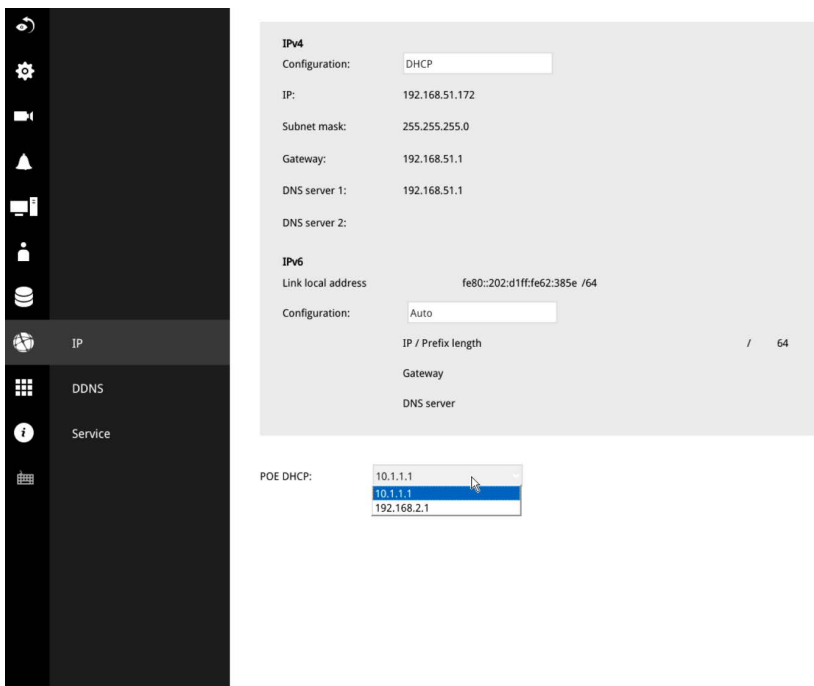 IPv4
Configuration: DHCP
IP: 192.168.51.172
Subnet mask: 255.255.255.0
Gateway: 192.168.51.1
DNS server 1: 192.168.51.1
DNS server 2:
IPv6
Link local address fe80::202:d1ff:fe62:385e /64
Configuration: Auto
IP IP / Prefix length / 64
Gateway
DDNS DNS server
Service
POE DHCP: 10.1.1.1
10.1.1.1
192.168.2.1